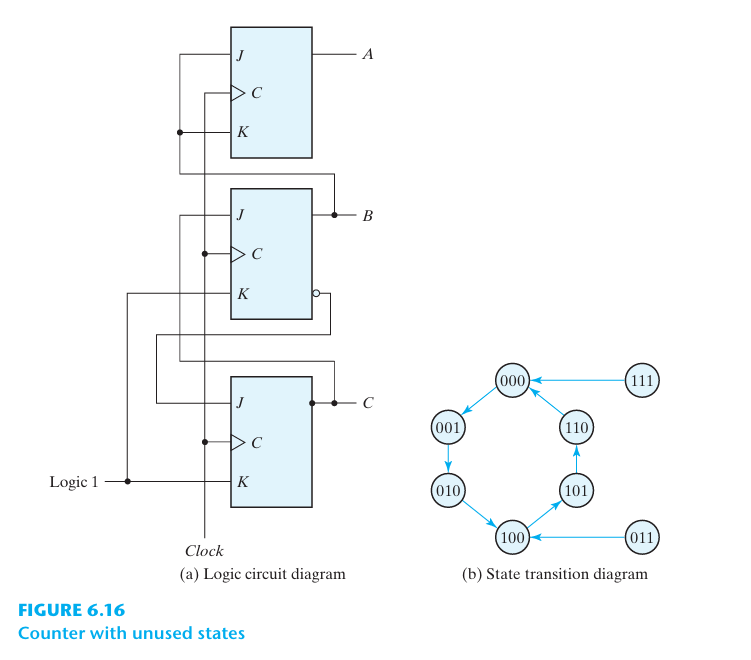 J
A
C
K
J
B
C
K
000
111
001
110
J
C
C
Logic 1
K
010
101
100
011
Clock
(a) Logic circuit diagram
(b) State transition diagram
FIGURE 6.16
Counter with unused states